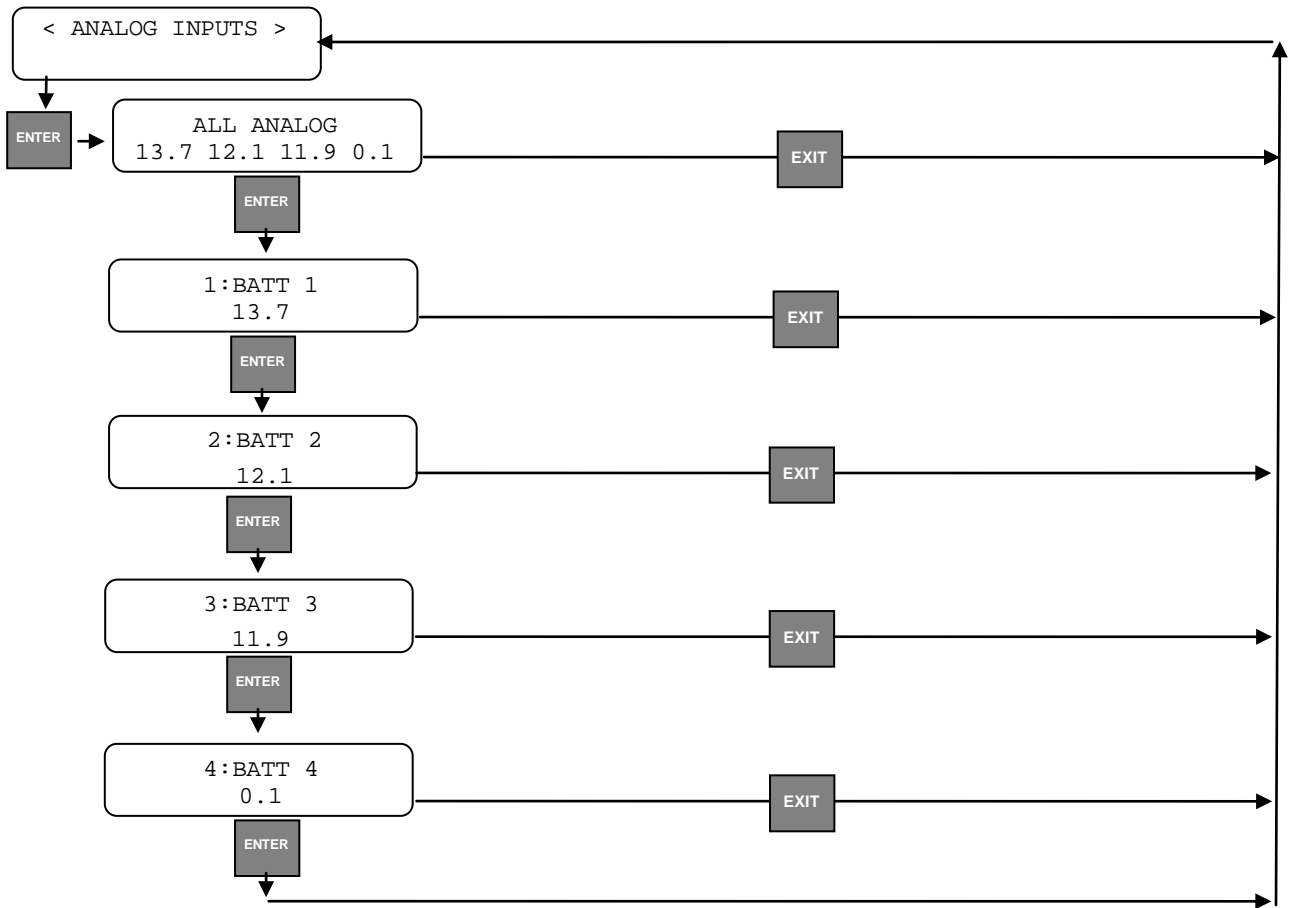 < ANALOG INPUTS >
ENTER
ALL ANALOG
13.7 12.1 11.9 0.1
EXIT
ENTER
1:BATT 1
13.7
EXIT
ENTER
2:BATT 2
12.1
EXIT
ENTER
3:BATT 3
11.9
EXIT
ENTER
4:BATT 4
0.1
EXIT
ENTER